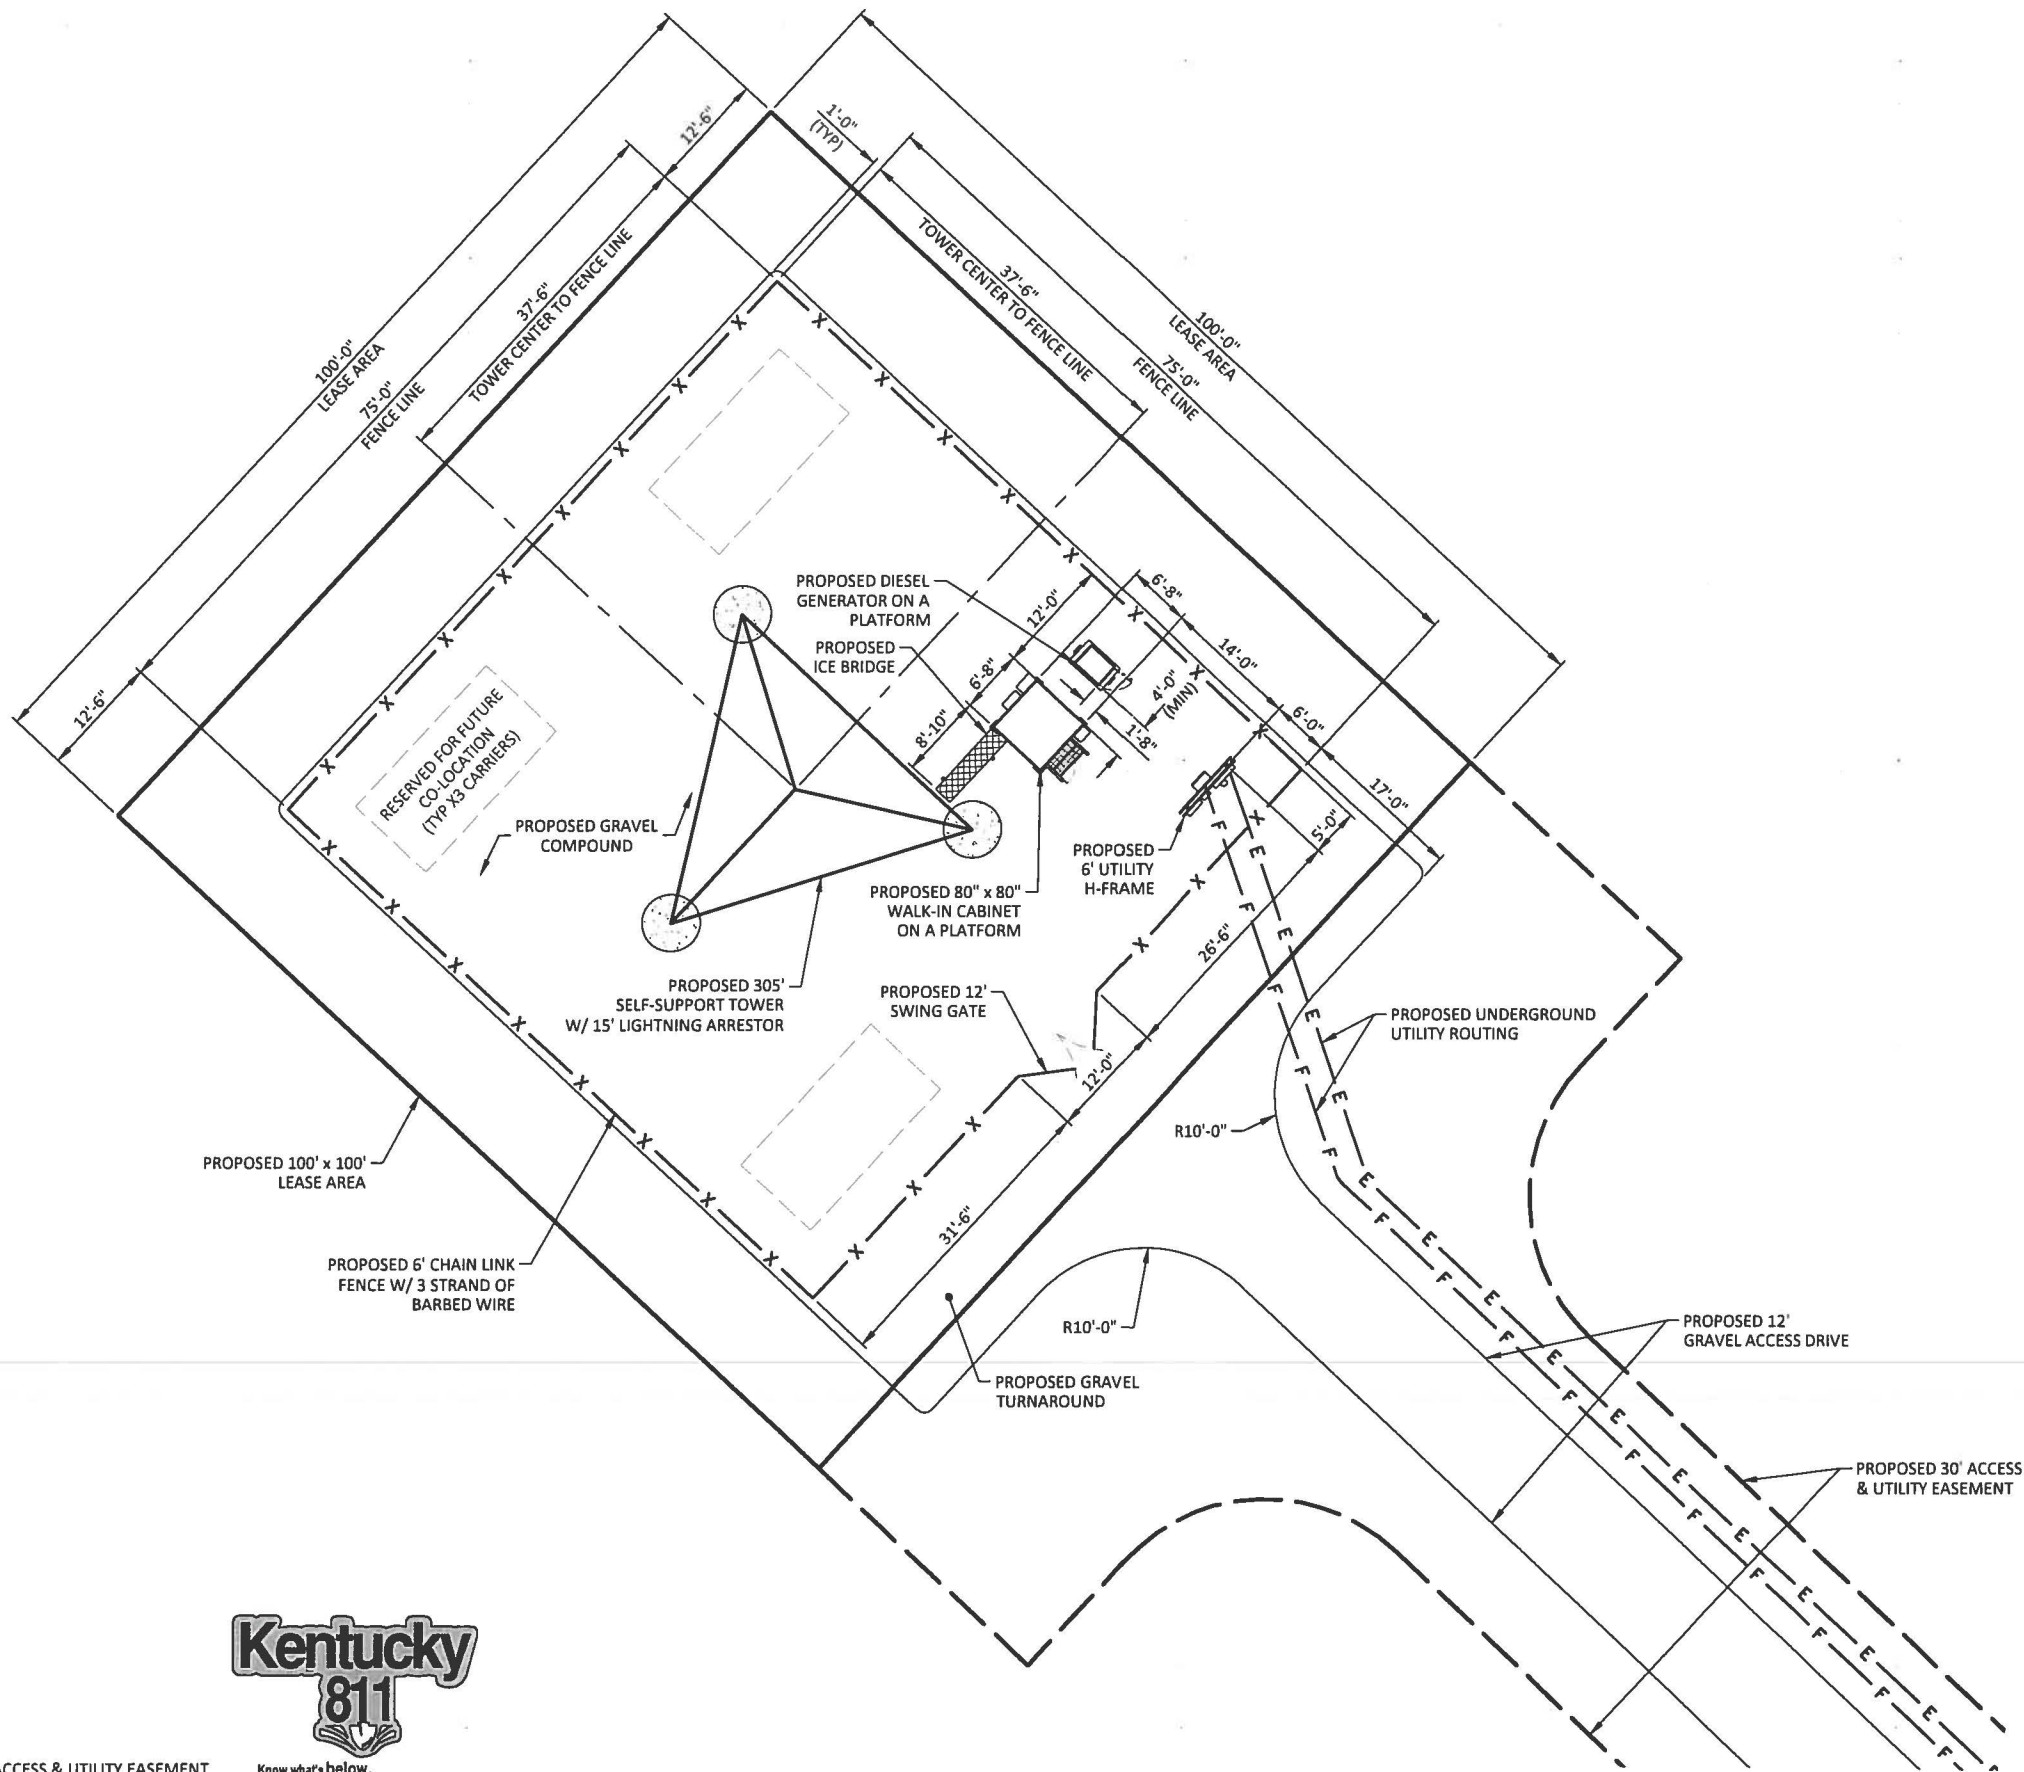 12'-6"
1'-0"
(TYP)
100'-0"
LEASE AREA
75'-0"
FENCE LINE
37'-6"
TOWER CENTER TO FENCE LINE
TOWER CENTER TO FENCE LINE
37'-6"
75'-0"
FENCE LINE
100'-0"
LEASE AREA
12'-6"
PROPOSED DIESEL
GENERATOR ON A
PLATFORM
PROPOSED
ICE BRIDGE
12'-0"
6'-8"
8'-10"
6'-8"
14'-0"
4'-0"
(MIN)
1'-8"
6'-0"
17'-0"
5'-0"
RESERVED FOR FUTURE
CO-LOCATION
(TYP X3 CARRIERS)
PROPOSED GRAVEL
COMPOUND
PROPOSED
6' UTILITY
H-FRAME
PROPOSED 80" x 80"
WALK-IN CABINET
ON A PLATFORM
26'-6"
PROPOSED 305'
SELF-SUPPORT TOWER
W/ 15' LIGHTNING ARRESTOR
PROPOSED 12'
SWING GATE
PROPOSED UNDERGROUND
UTILITY ROUTING
12'-0"
R10'-0"
PROPOSED 100' x 100'
LEASE AREA
31'-6"
PROPOSED 6' CHAIN LINK
FENCE W/ 3 STRAND OF
BARBED WIRE
R10'-0"
PROPOSED 12'
GRAVEL ACCESS DRIVE
PROPOSED GRAVEL
TURNAROUND
PROPOSED 30' ACCESS
& UTILITY EASEMENT
Kentucky
811
Know what's below.
ACCESS & UTILITY EASEMENT